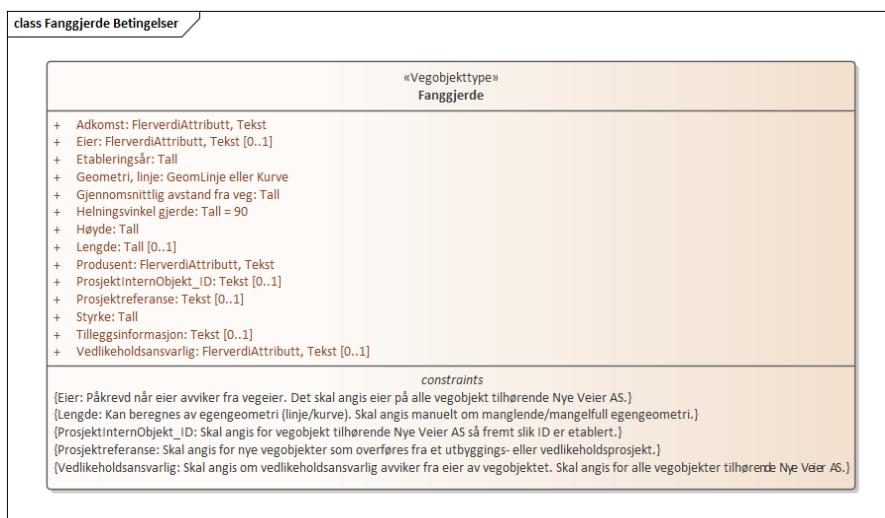 class Fanggjerde Betingelser
«Vegobjekttype»
Fanggjerde
+ Adkomst: FlerverdiAttributt, Tekst
+ Eier: FlerverdiAttributt, Tekst [0..1]
+ Etableringsår: Tall
+ Geometri, linje: GeomLinje eller Kurve
+ Gjennomsnittlig avstand fra veg: Tall
+ Helningsvinkel gjerde: Tall = 90
+ Høyde: Tall
+ Lengde: Tall [0..1]
+ Produsent: FlerverdiAttributt, Tekst
+ ProsjektInternObjekt_ID: Tekst [0..1]
+ Prosjektreferanse: Tekst [0..1]
+ Styrke: Tall
+ Tilleggsinformasjon: Tekst [0..1]
+ Vedlikeholdsansvarlig: FlerverdiAttributt, Tekst [0..1]
constraints
{Eier: Påkrevd når eier avviker fra vegeier. Det skal angis eier på alle vegobjekt tilhørende Nye Veier AS.}
{Lengde: Kan beregnes av egengeometri (linje/kurve). Skal angis manuelt om manglende/mangelfull egengeometri.}
{ProsjektInternObjekt_ID: Skal angis for vegobjekt tilhørende Nye Veier AS så fremt slik ID er etablert.}
{Prosjektreferanse: Skal angis for nye vegobjekter som overføres fra et utbyggings- eller vedlikeholdsprosjekt.}
{Vedlikeholdsansvarlig: Skal angis om vedlikeholdsansvarlig avviker fra eier av vegobjektet. Skal angis for alle vegobjekter tilhørende Nye Veier AS.}